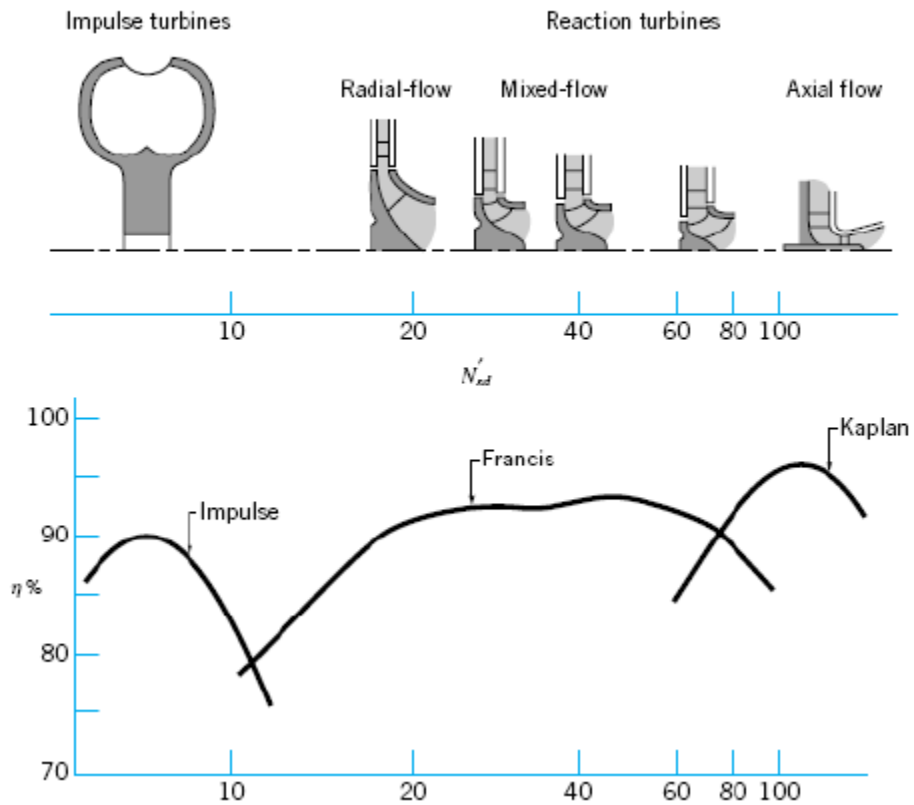 Impulse turbines Reaction turbines
Radial-flow Mixed-flow Axial flow
10 20 40 60 80 100
N'sd
100
Kaplan
Francis
Impulse
90
η %
80
70
10 20 40 60 80 100